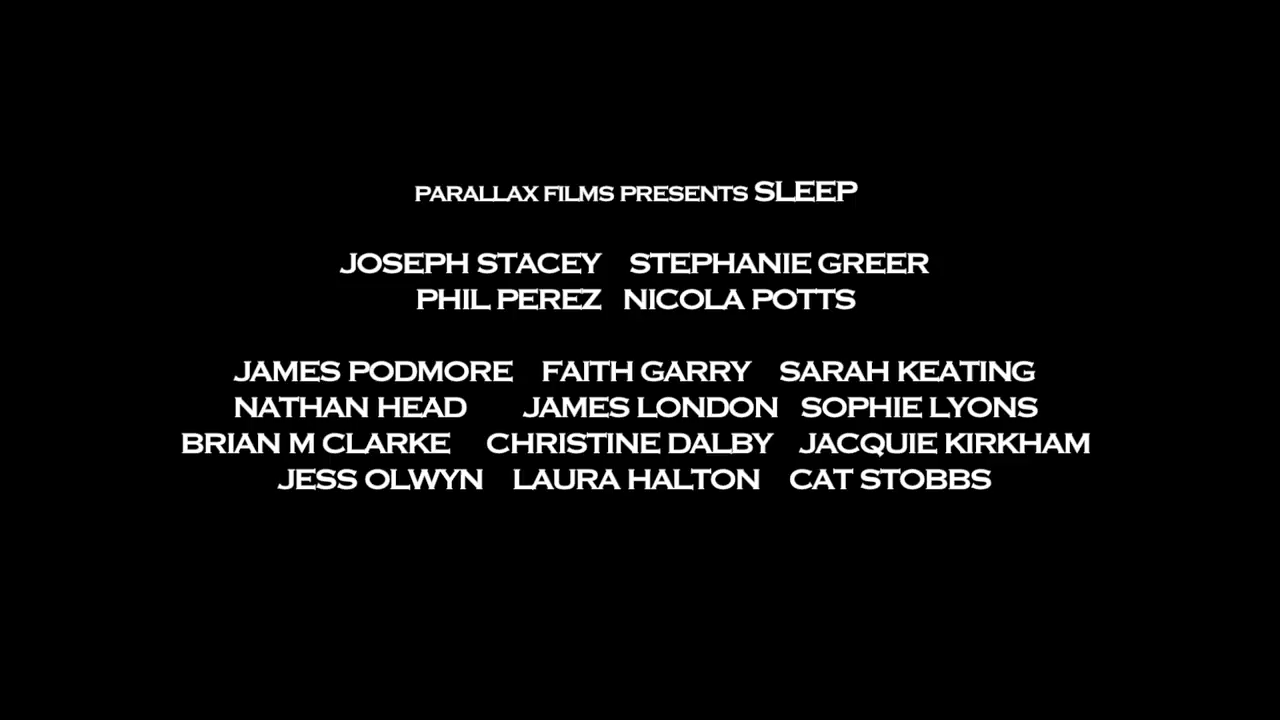 PARALLAX FILMS PRESENTS SLEEP
JOSEPH STACEY STEPHANIE GREER
PHIL PEREZ NICOLA POTTS
JAMES PODMORE FAITH GARRY SARAH KEATING
NATHAN HEAD JAMES LONDON SOPHIE LYONS
BRIAN M CLARKE CHRISTINE DALBY JACQUIE KIRKHAM
JESS OLWYN LAURA HALTON CAT STOBBS